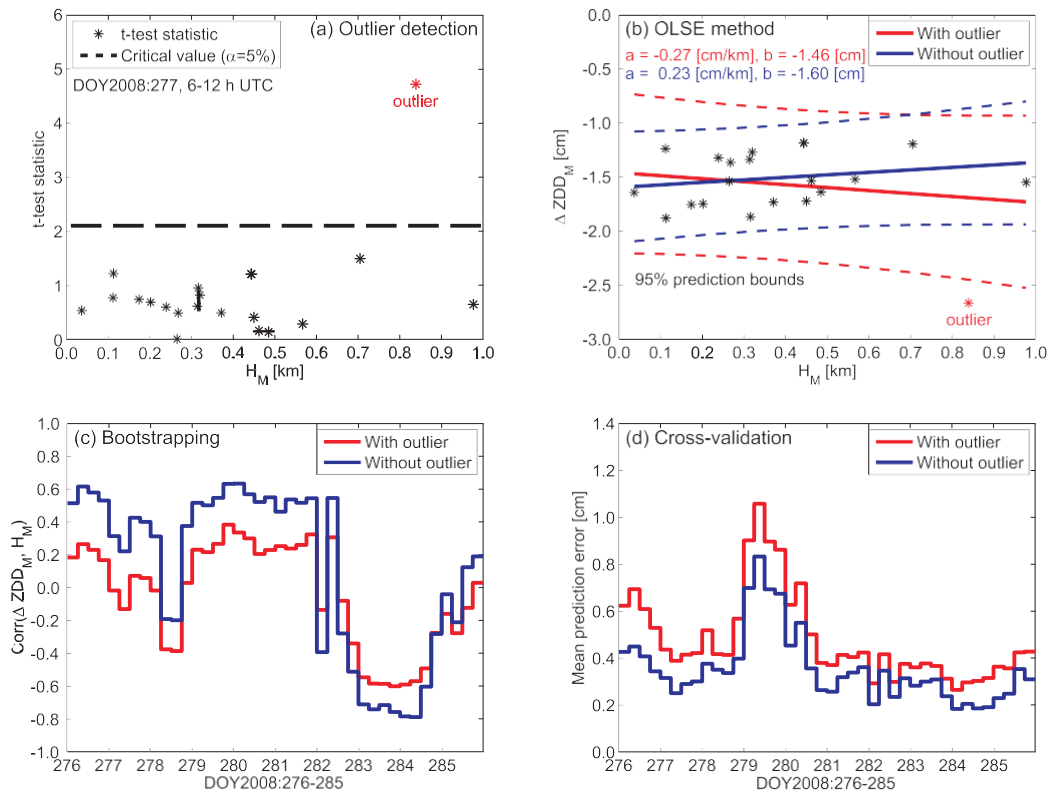 (a) Outlier detection
t-test statistic
Critical value (α=5%)
DOY2008:277, 6-12 h UTC
outlier
t-test statistic
6
5
4
3
2
1
0
0.0 0.1 0.2 0.3 0.4 0.5 0.6 0.7 0.8 0.9 1.0
H_M [km]
(b) OLSE method
With outlier
Without outlier
a = -0.27 [cm/km], b = -1.46 [cm]
a = 0.23 [cm/km], b = -1.60 [cm]
95% prediction bounds
outlier
Δ ZDD_M [cm]
0.0
-0.5
-1.0
-1.5
-2.0
-2.5
-3.0
0.0 0.1 0.2 0.3 0.4 0.5 0.6 0.7 0.8 0.9 1.0
H_M [km]
(c) Bootstrapping
With outlier
Without outlier
Corr(Δ ZDD_M, H_M)
1.0
0.8
0.6
0.4
0.2
-0.0
-0.2
-0.4
-0.6
-0.8
-1.0
276 277 278 279 280 281 282 283 284 285
DOY2008:276-285
(d) Cross-validation
With outlier
Without outlier
Mean prediction error [cm]
1.4
1.2
1.0
0.8
0.6
0.4
0.2
0.0
276 277 278 279 280 281 282 283 284 285
DOY2008:276-285